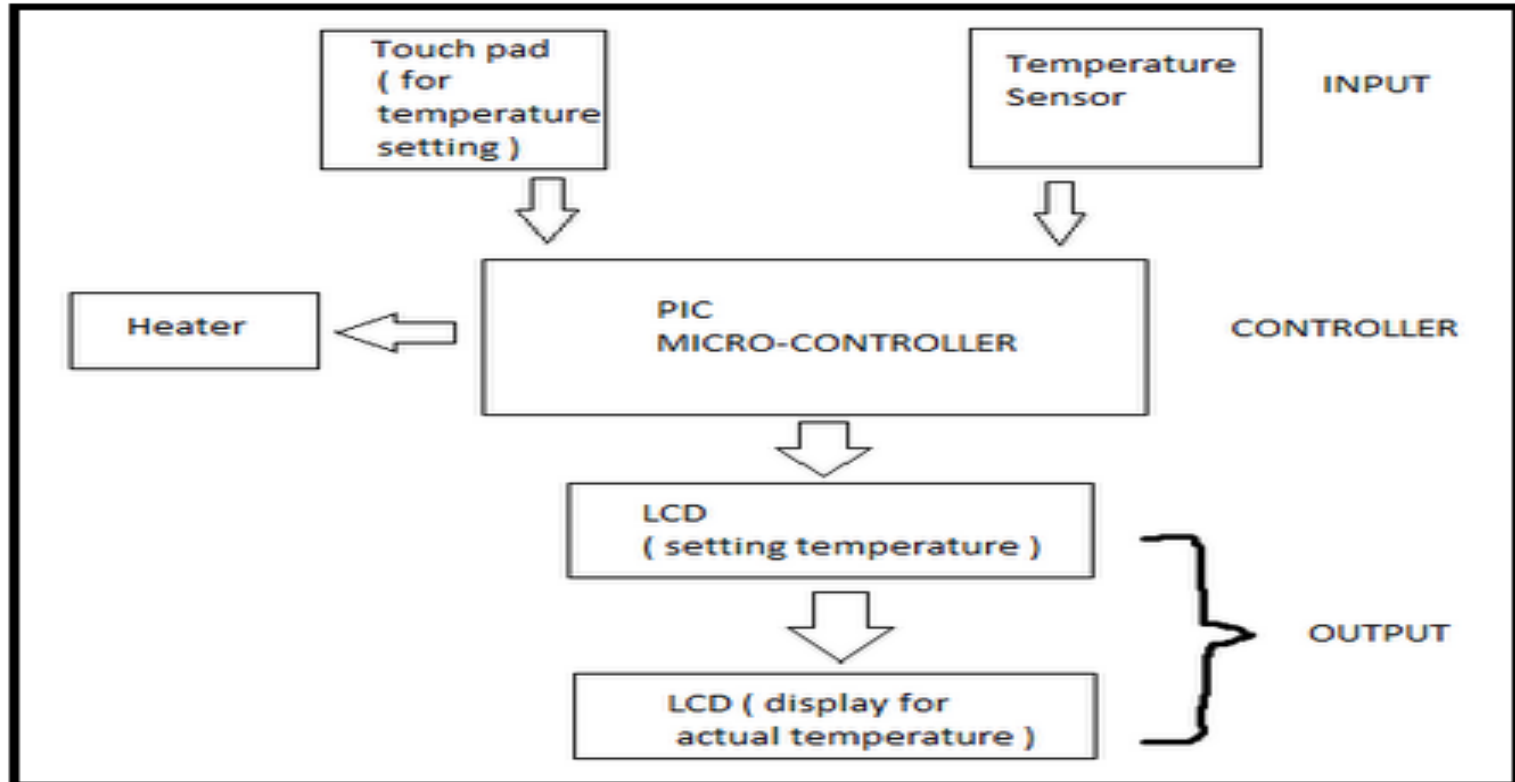 Touch pad
( for
temperature
setting )
Temperature
Sensor
INPUT
Heater
PIC
MICRO-CONTROLLER
CONTROLLER
LCD
( setting temperature )
OUTPUT
LCD ( display for
actual temperature )